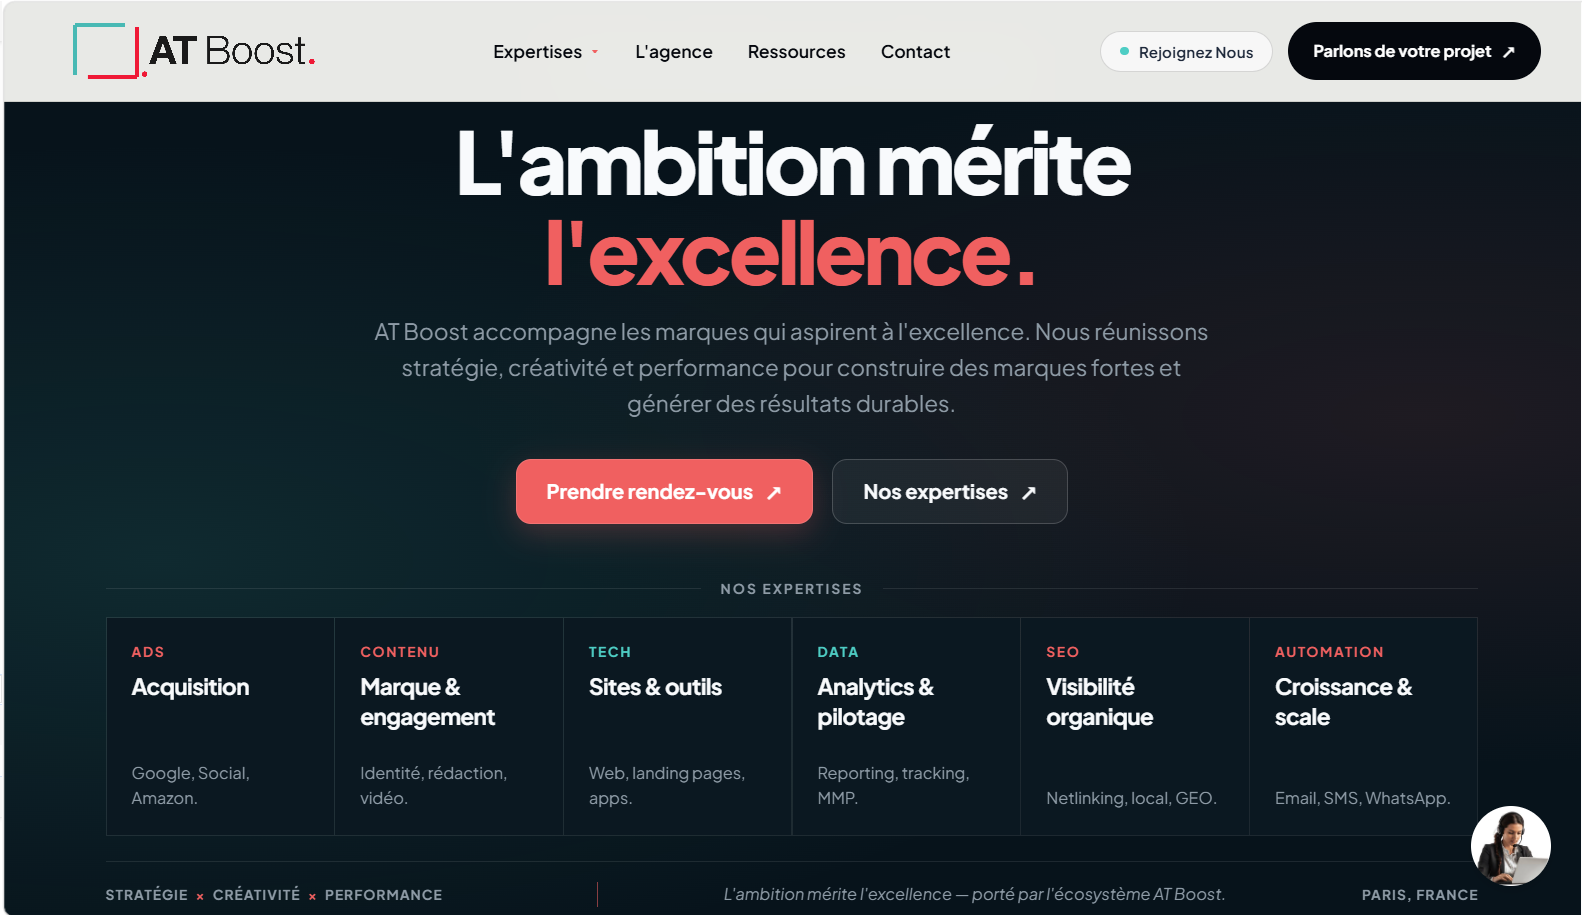 AT Boost.
Expertises
L'agence
Ressources
Contact
Rejoignez Nous
Parlons de votre projet ↗
L'ambition mérite
l'excellence.
AT Boost accompagne les marques qui aspirent à l'excellence. Nous réunissons
stratégie, créativité et performance pour construire des marques fortes et
générer des résultats durables.
Prendre rendez-vous ↗
Nos expertises ↗
NOS EXPERTISES
ADS
Acquisition
Google, Social,
Amazon.
CONTENU
Marque &
engagement
Identité, rédaction,
vidéo.
TECH
Sites & outils
Web, landing pages,
apps.
DATA
Analytics &
pilotage
Reporting, tracking,
MMP.
SEO
Visibilité
organique
Netlinking, local, GEO.
AUTOMATION
Croissance &
scale
Email, SMS, WhatsApp.
STRATÉGIE × CRÉATIVITÉ × PERFORMANCE
L'ambition mérite l'excellence — porté par l'écosystème AT Boost.
PARIS, FRANCE